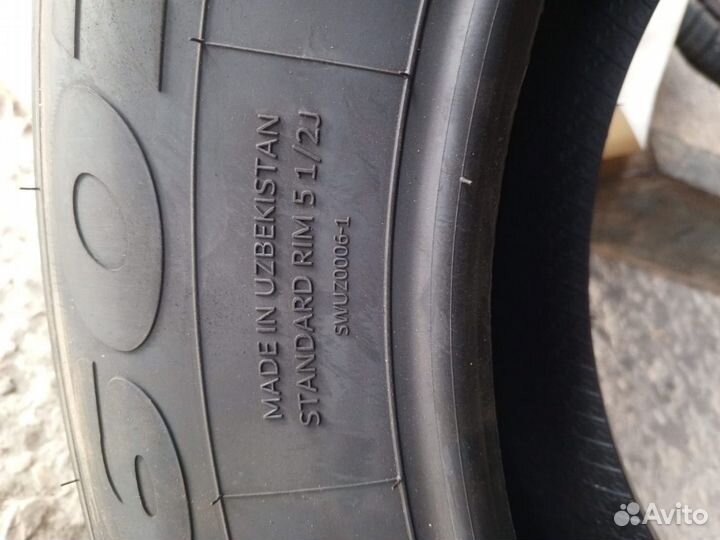 MADE IN UZBEKISTAN
STANDARD RIM 5 1/2J
SWUZ0006-1
Avito